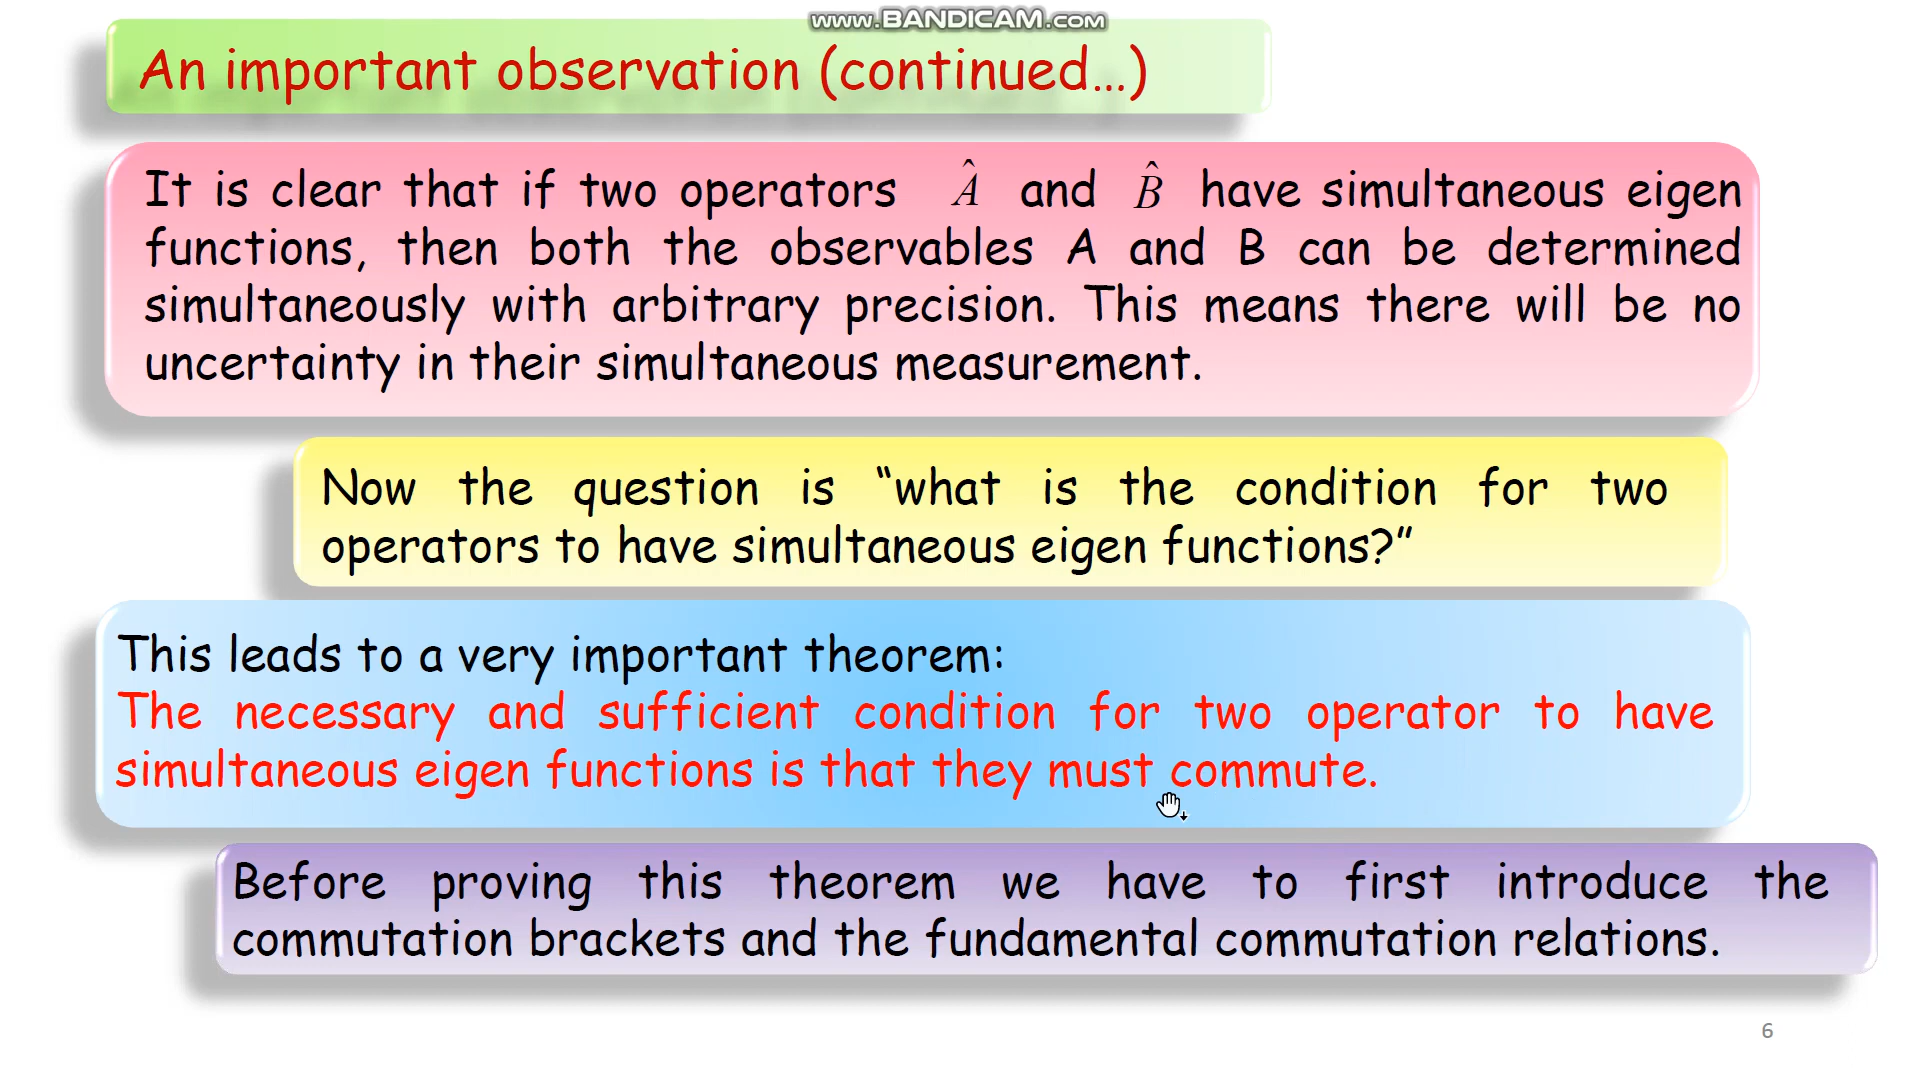 www.BANDICAM.com
An important observation (continued…)
It is clear that if two operators Â and B̂ have simultaneous eigen
functions, then both the observables A and B can be determined
simultaneously with arbitrary precision. This means there will be no
uncertainty in their simultaneous measurement.
Now the question is “what is the condition for two
operators to have simultaneous eigen functions?”
This leads to a very important theorem:
The necessary and sufficient condition for two operator to have
simultaneous eigen functions is that they must commute.
Before proving this theorem we have to first introduce the
commutation brackets and the fundamental commutation relations.
6